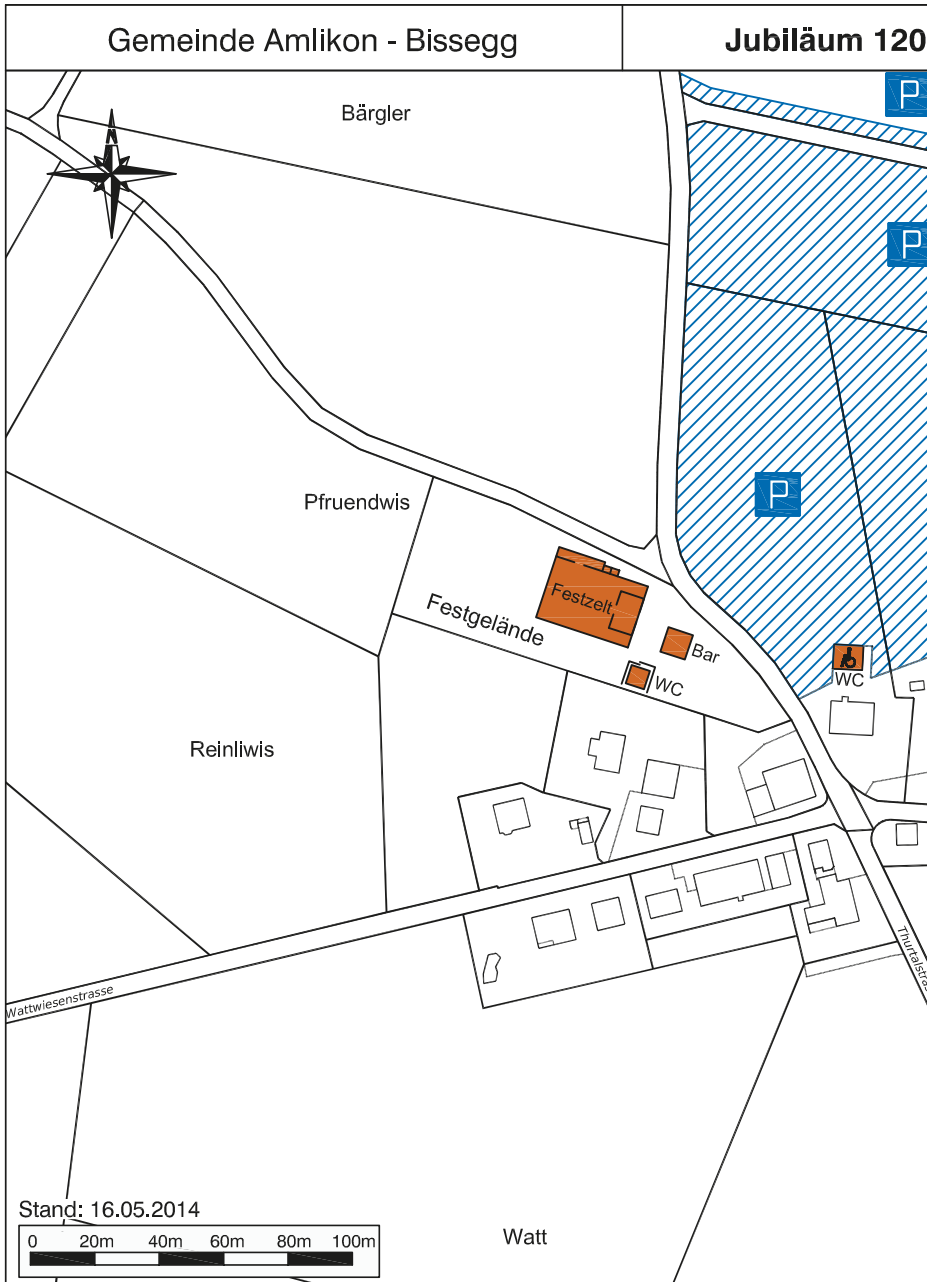 Gemeinde Amlikon - Bissegg
Jubiläum 120
P
Bärgler
N
P
P
Pfruendwis
Festzelt
Festgelände
Bar
WC
WC
Reinliwis
Thurtalstras
Wattwiesenstrasse
Stand: 16.05.2014
0 20m 40m 60m 80m 100m
Watt